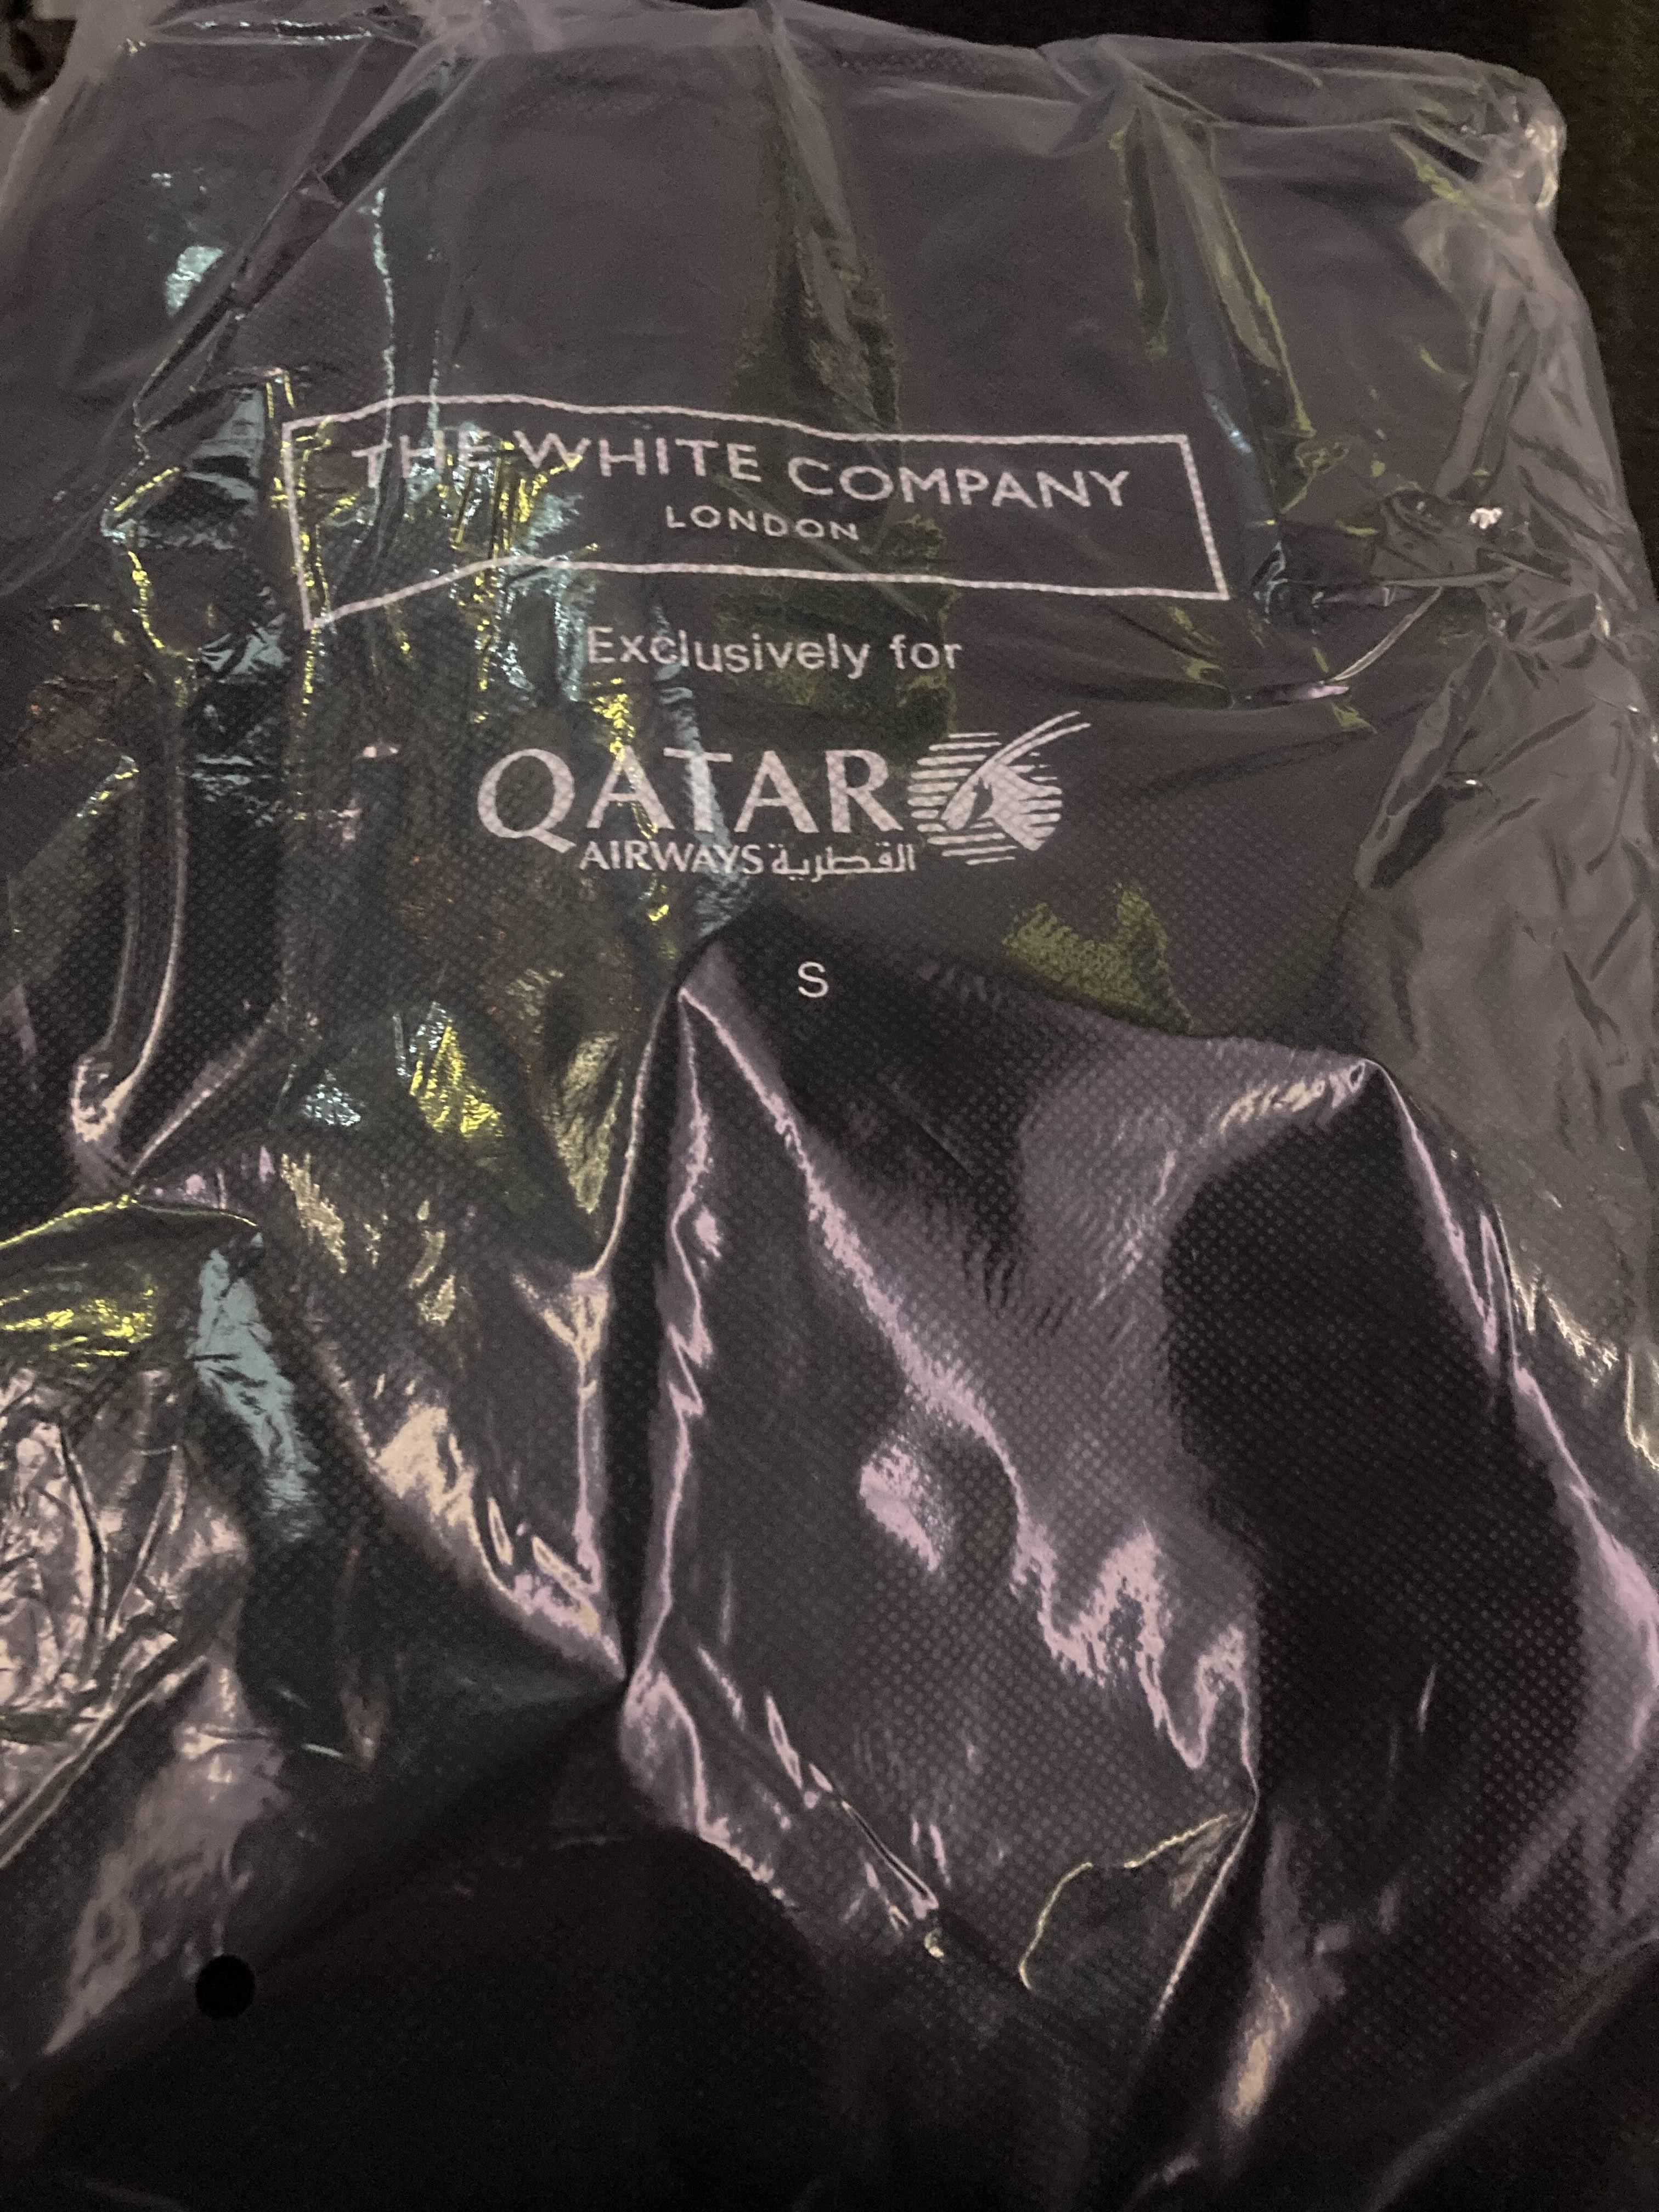 THE WHITE COMPANY
LONDON
Exclusively for
QATAR
AIRWAYS القطرية
S